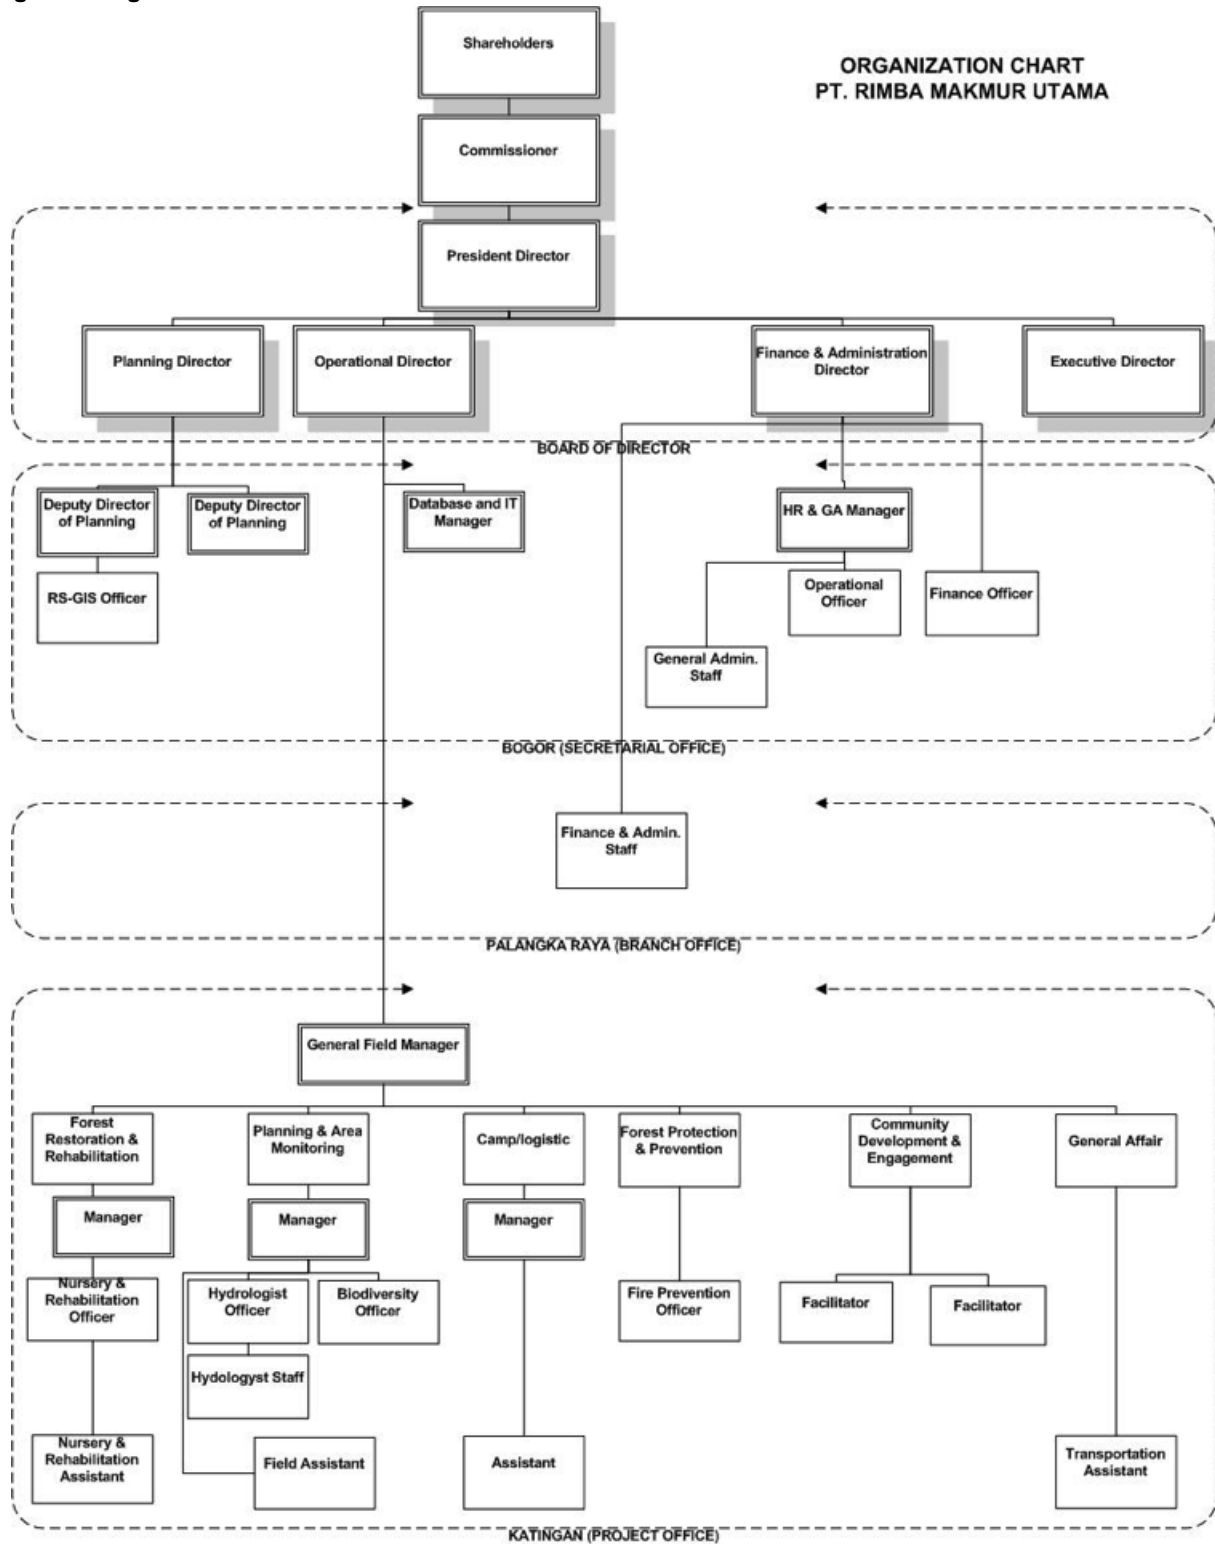 Shareholders
ORGANIZATION CHART
PT. RIMBA MAKMUR UTAMA
Commissioner
President Director
Planning Director
Operational Director
Finance & Administration
Director
Executive Director
BOARD OF DIRECTOR
Deputy Director
of Planning
Deputy Director
of Planning
Database and IT
Manager
HR & GA Manager
RS-GIS Officer
Operational
Officer
Finance Officer
General Admin.
Staff
BOGOR (SECRETARIAL OFFICE)
Finance & Admin.
Staff
PALANGKA RAYA (BRANCH OFFICE)
General Field Manager
Forest
Restoration &
Rehabilitation
Planning & Area
Monitoring
Camp/logistic
Forest Protection
& Prevention
Community
Development &
Engagement
General Affair
Manager
Manager
Manager
Nursery &
Rehabilitation
Officer
Hydrologist
Officer
Biodiversity
Officer
Fire Prevention
Officer
Facilitator
Facilitator
Hydologyst Staff
Nursery &
Rehabilitation
Assistant
Field Assistant
Assistant
Transportation
Assistant
KATINGAN (PROJECT OFFICE)